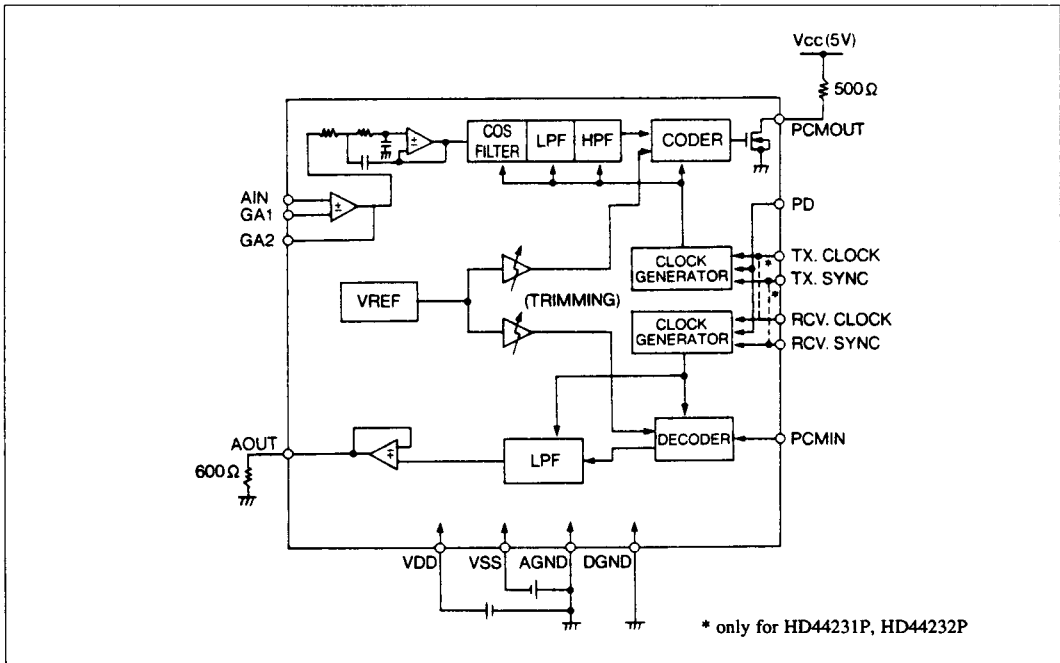 Vcc(5V)
500Ω
PCMOUT
COS
FILTER
LPF
HPF
CODER
AIN
GA1
GA2
±
±
PD
TX. CLOCK
*
TX. SYNC
*
CLOCK
GENERATOR
VREF
(TRIMMING)
RCV. CLOCK
RCV. SYNC
CLOCK
GENERATOR
DECODER
PCMIN
AOUT
±
LPF
600Ω
VDD
VSS
AGND
DGND
* only for HD44231P, HD44232P